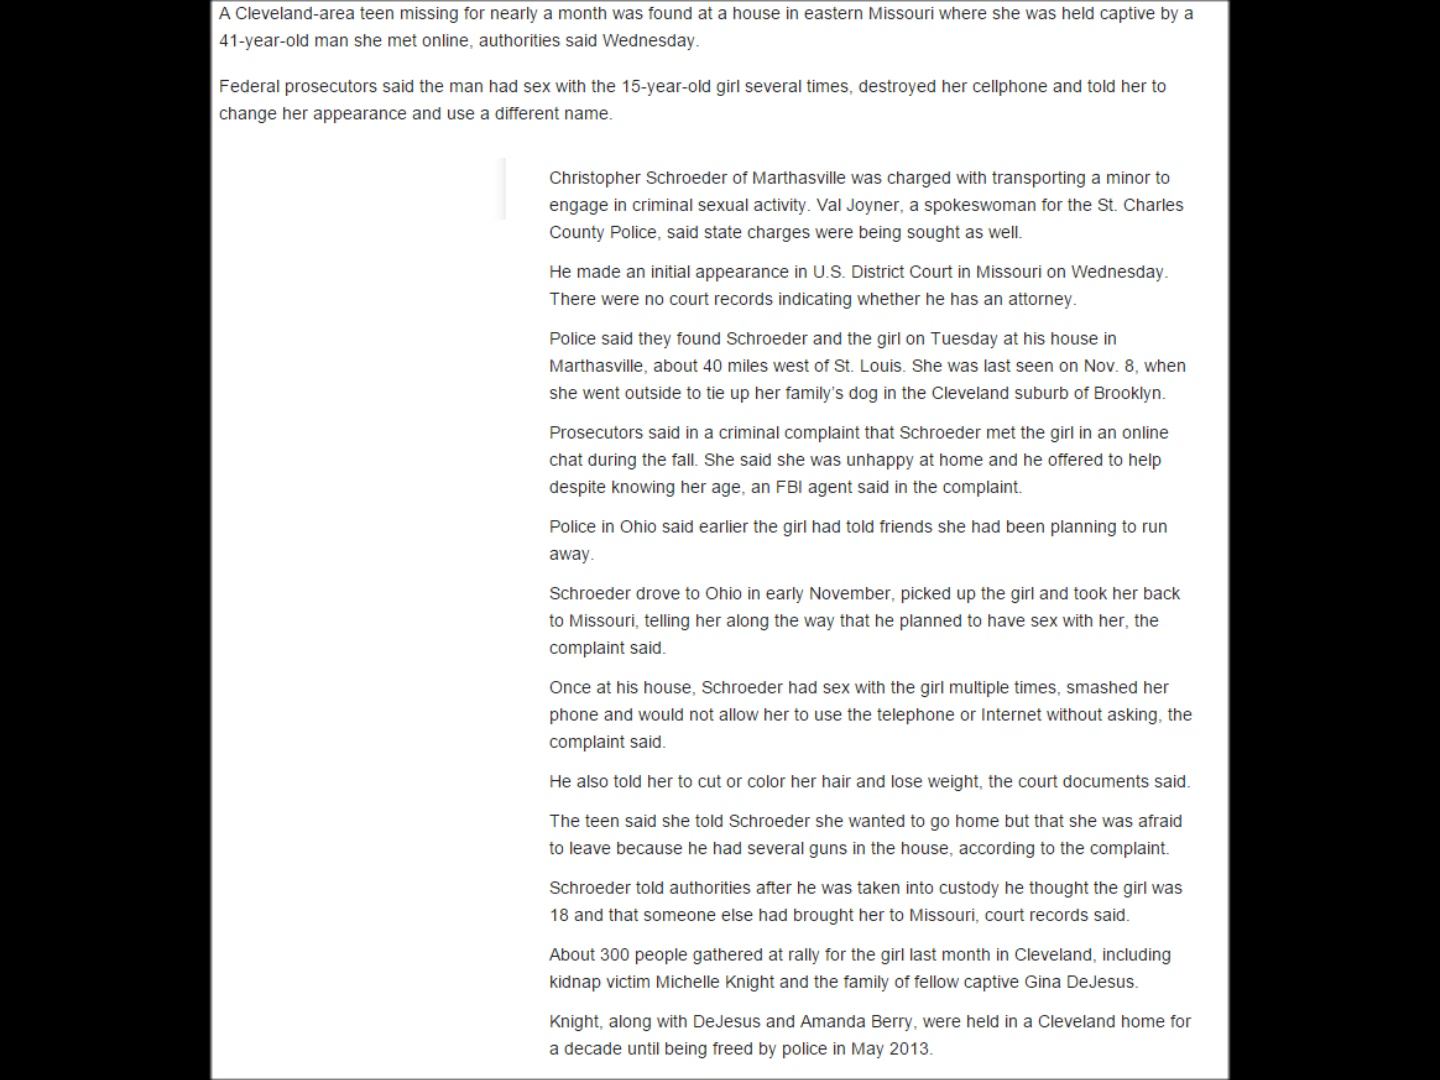 A Cleveland-area teen missing for nearly a month was found at a house in eastern Missouri where she was held captive by a
41-year-old man she met online, authorities said Wednesday.
Federal prosecutors said the man had sex with the 15-year-old girl several times, destroyed her cellphone and told her to
change her appearance and use a different name.
Christopher Schroeder of Marthasville was charged with transporting a minor to
engage in criminal sexual activity. Val Joyner, a spokeswoman for the St. Charles
County Police, said state charges were being sought as well.
He made an initial appearance in U.S. District Court in Missouri on Wednesday.
There were no court records indicating whether he has an attorney.
Police said they found Schroeder and the girl on Tuesday at his house in
Marthasville, about 40 miles west of St. Louis. She was last seen on Nov. 8, when
she went outside to tie up her family’s dog in the Cleveland suburb of Brooklyn.
Prosecutors said in a criminal complaint that Schroeder met the girl in an online
chat during the fall. She said she was unhappy at home and he offered to help
despite knowing her age, an FBI agent said in the complaint.
Police in Ohio said earlier the girl had told friends she had been planning to run
away.
Schroeder drove to Ohio in early November, picked up the girl and took her back
to Missouri, telling her along the way that he planned to have sex with her, the
complaint said.
Once at his house, Schroeder had sex with the girl multiple times, smashed her
phone and would not allow her to use the telephone or Internet without asking, the
complaint said.
He also told her to cut or color her hair and lose weight, the court documents said.
The teen said she told Schroeder she wanted to go home but that she was afraid
to leave because he had several guns in the house, according to the complaint.
Schroeder told authorities after he was taken into custody he thought the girl was
18 and that someone else had brought her to Missouri, court records said.
About 300 people gathered at rally for the girl last month in Cleveland, including
kidnap victim Michelle Knight and the family of fellow captive Gina DeJesus.
Knight, along with DeJesus and Amanda Berry, were held in a Cleveland home for
a decade until being freed by police in May 2013.